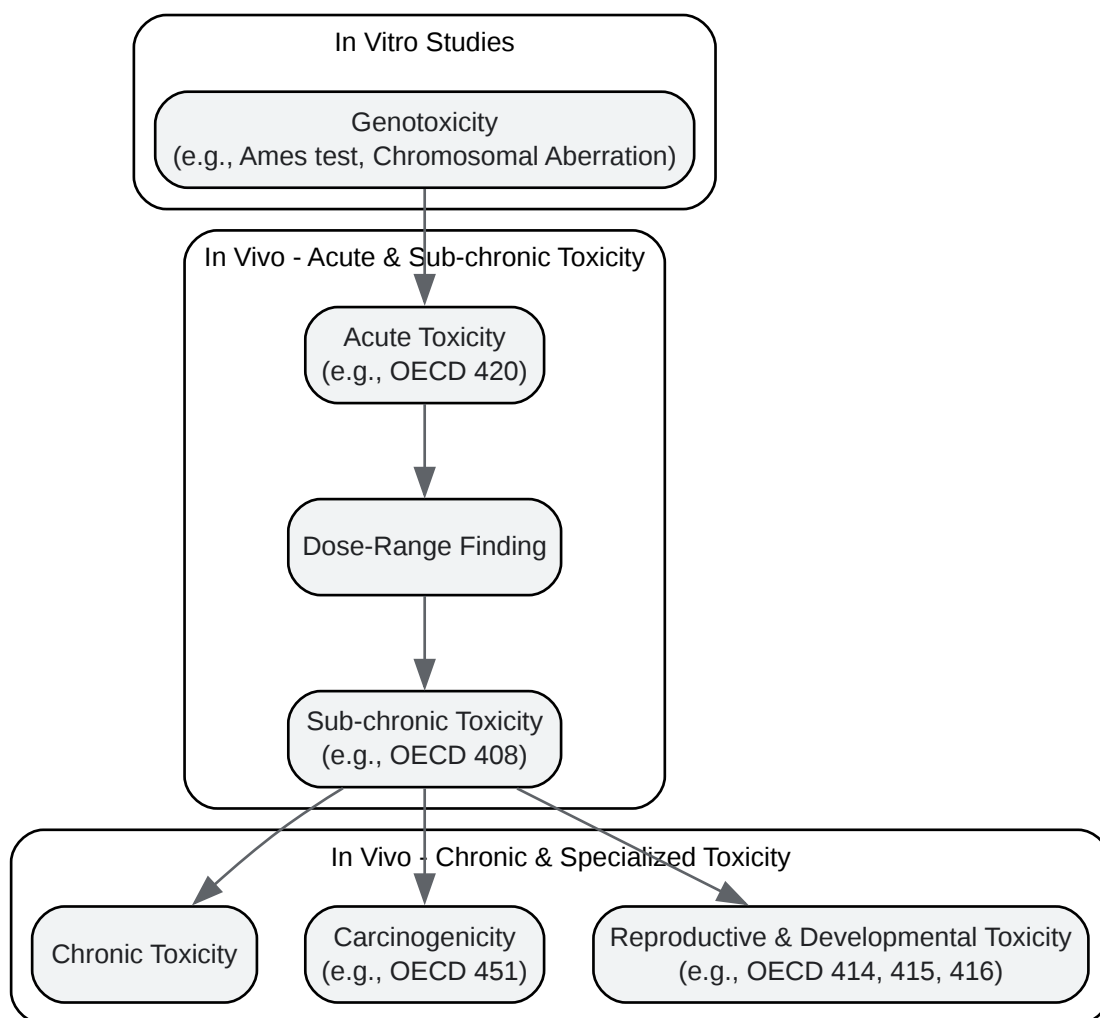 In Vitro Studies
Genotoxicity
(e.g., Ames test, Chromosomal Aberration)
In Vivo - Acute & Sub-chronic Toxicity
Acute Toxicity
(e.g., OECD 420)
Dose-Range Finding
Sub-chronic Toxicity
(e.g., OECD 408)
In Vivo - Chronic & Specialized Toxicity
Chronic Toxicity
Carcinogenicity
(e.g., OECD 451)
Reproductive & Developmental Toxicity
(e.g., OECD 414, 415, 416)